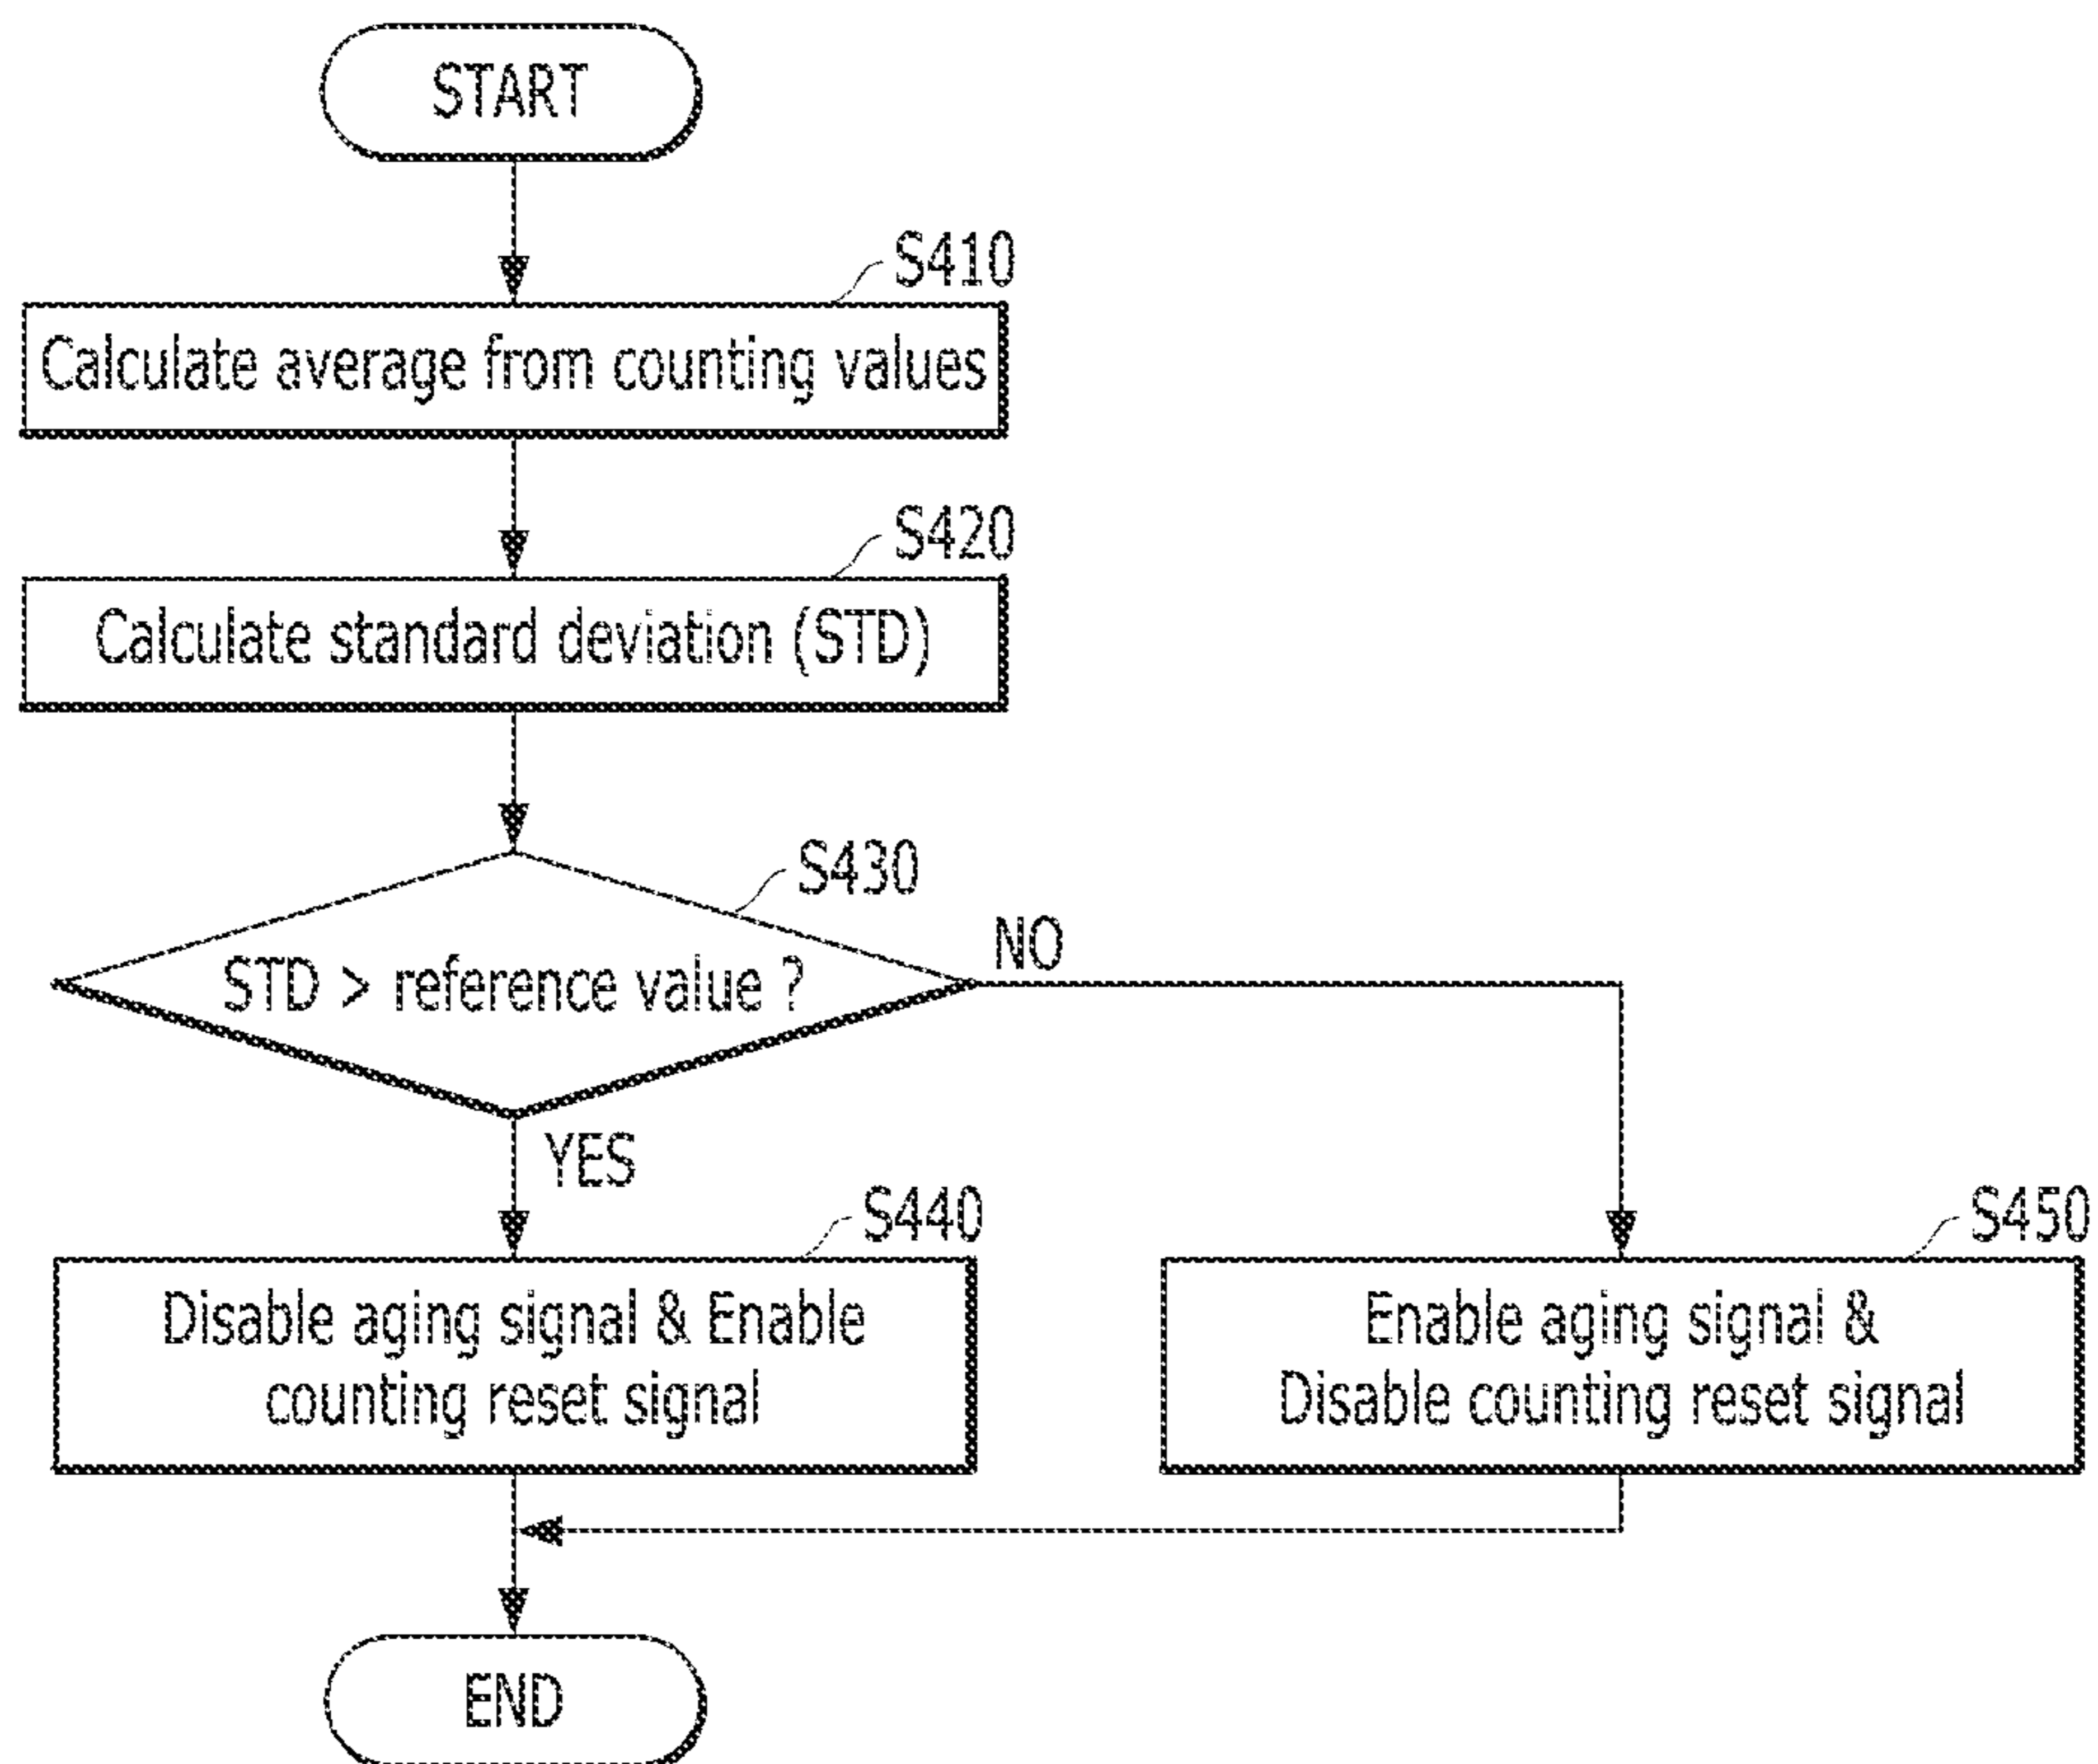 START
S410
Calculate average from counting values
S420
Calculate standard deviation (STD)
S430
STD > reference value ?
NO
YES
S440
Disable aging signal & Enable
counting reset signal
S450
Enable aging signal &
Disable counting reset signal
END